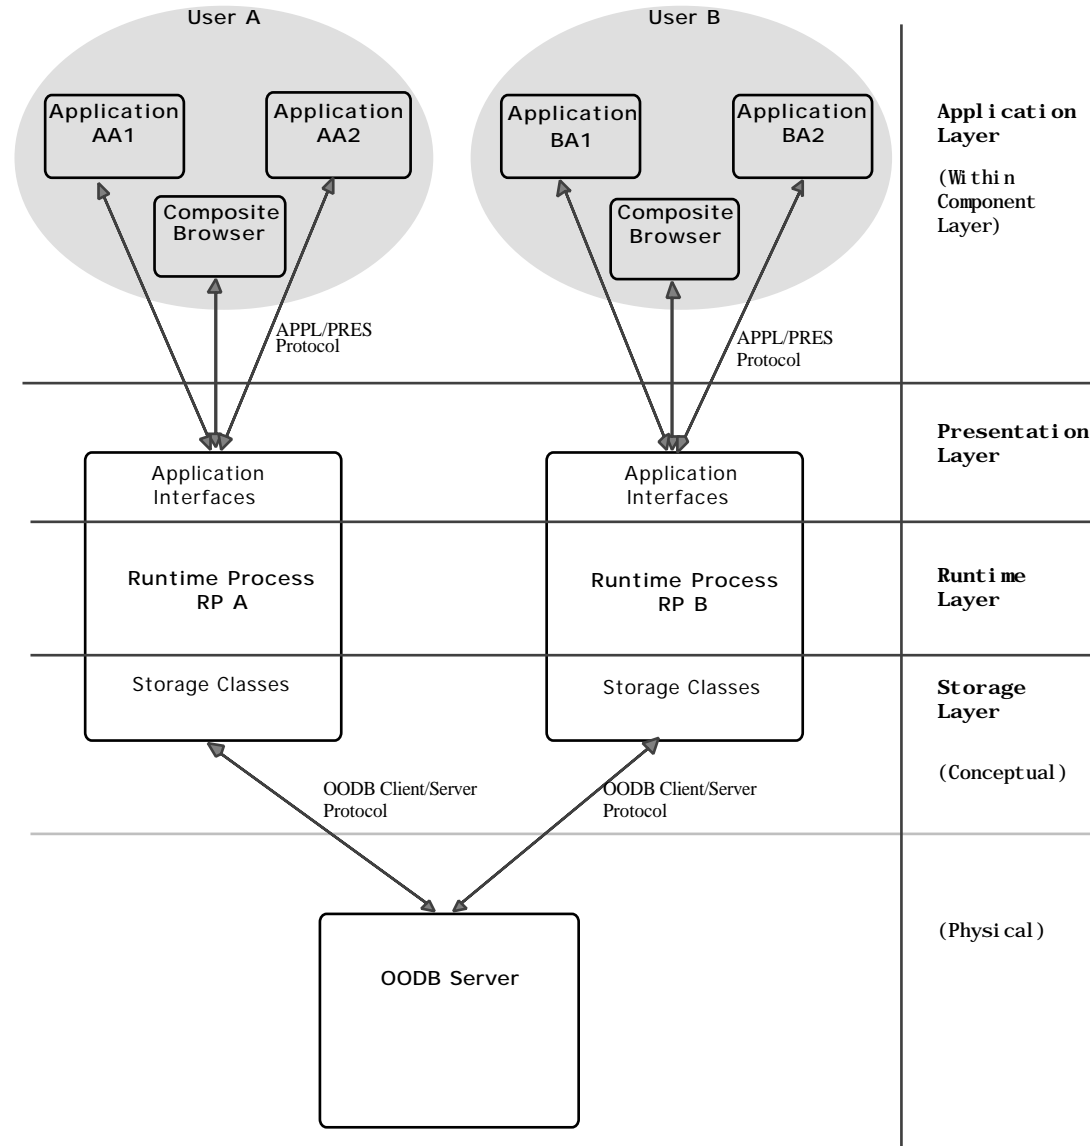 User A
User B
Application
AA1
Application
AA2
Composite
Browser
Application
BA1
Application
BA2
Composite
Browser
Application
Layer
(Within
Component
Layer)
APPL/PRES
Protocol
APPL/PRES
Protocol
Application
Interfaces
Application
Interfaces
Presentation
Layer
Runtime Process
RP A
Runtime Process
RP B
Runtime
Layer
Storage Classes
Storage Classes
Storage
Layer
(Conceptual)
OODB Client/Server
Protocol
OODB Client/Server
Protocol
OODB Server
(Physical)